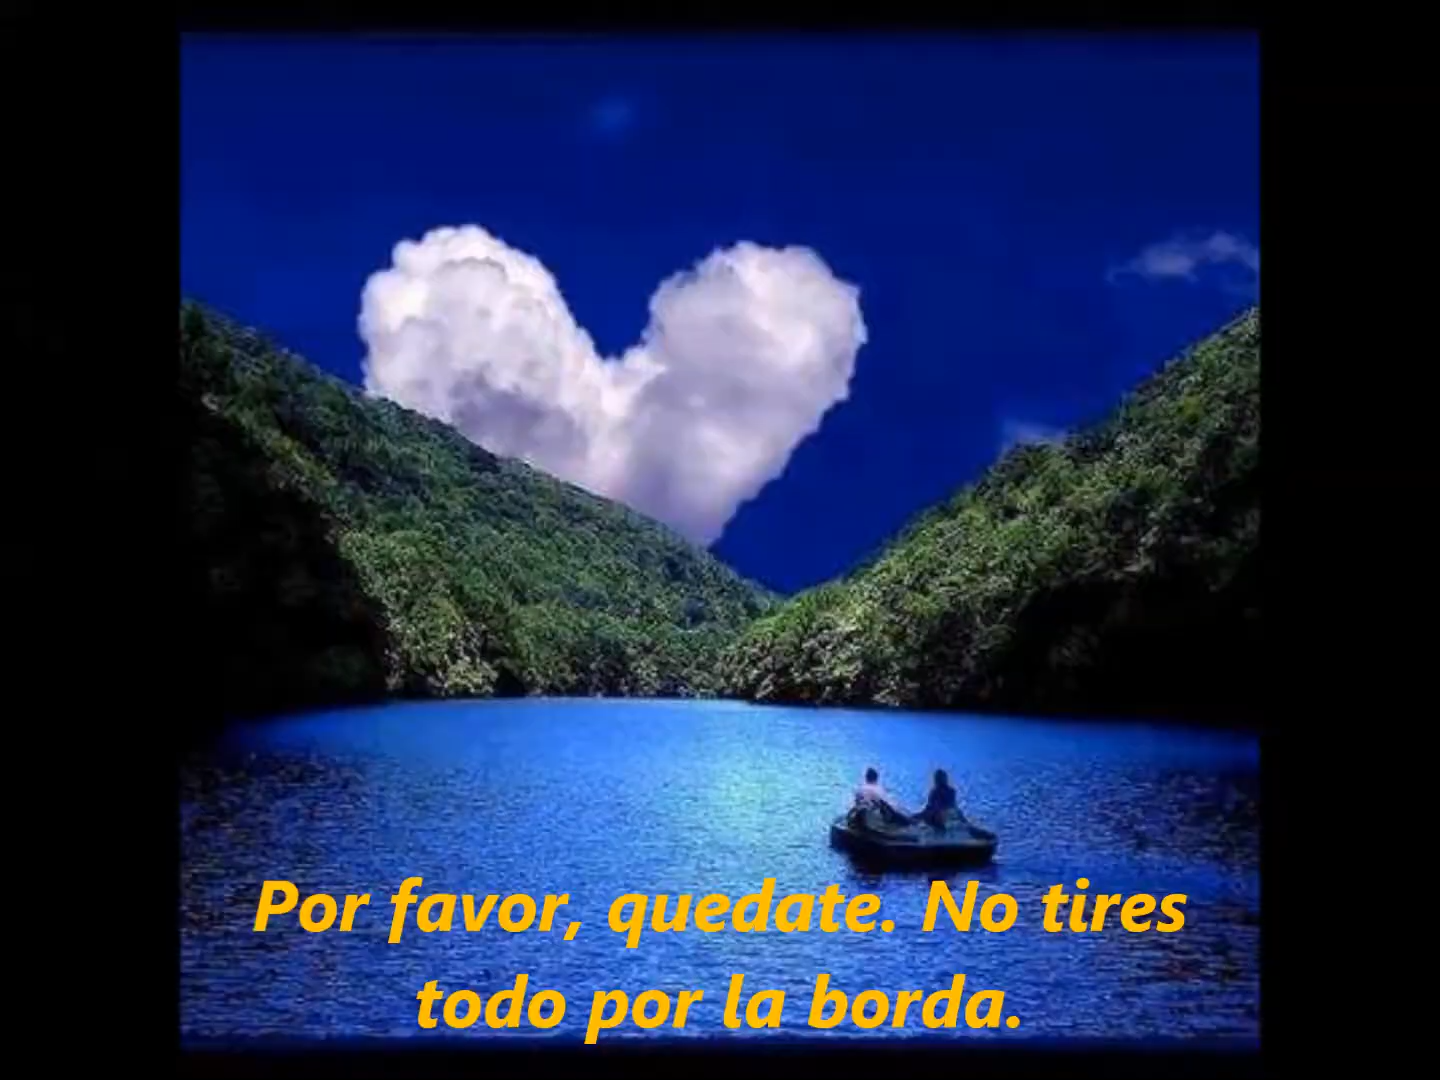 Por favor, quedate. No tires
todo por la borda.